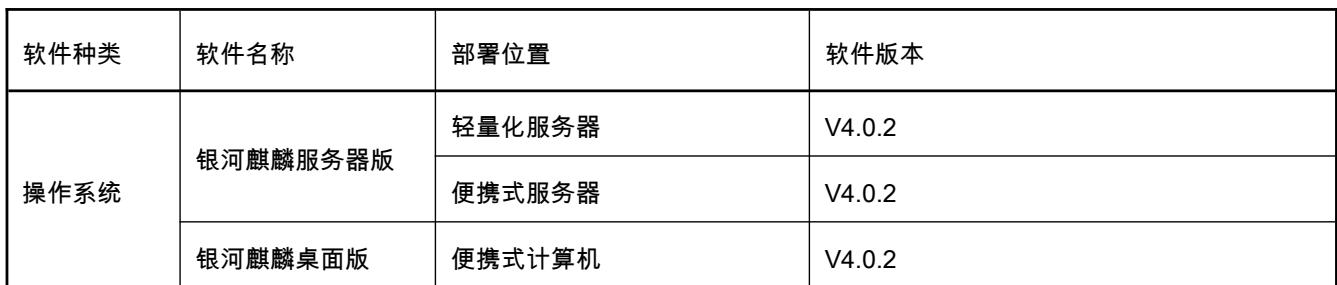 软件种类 软件名称 部署位置 软件版本
轻量化服务器 V4.0.2
银河麒麟服务器版
操作系统 便携式服务器 V4.0.2
银河麒麟桌面版 便携式计算机 V4.0.2